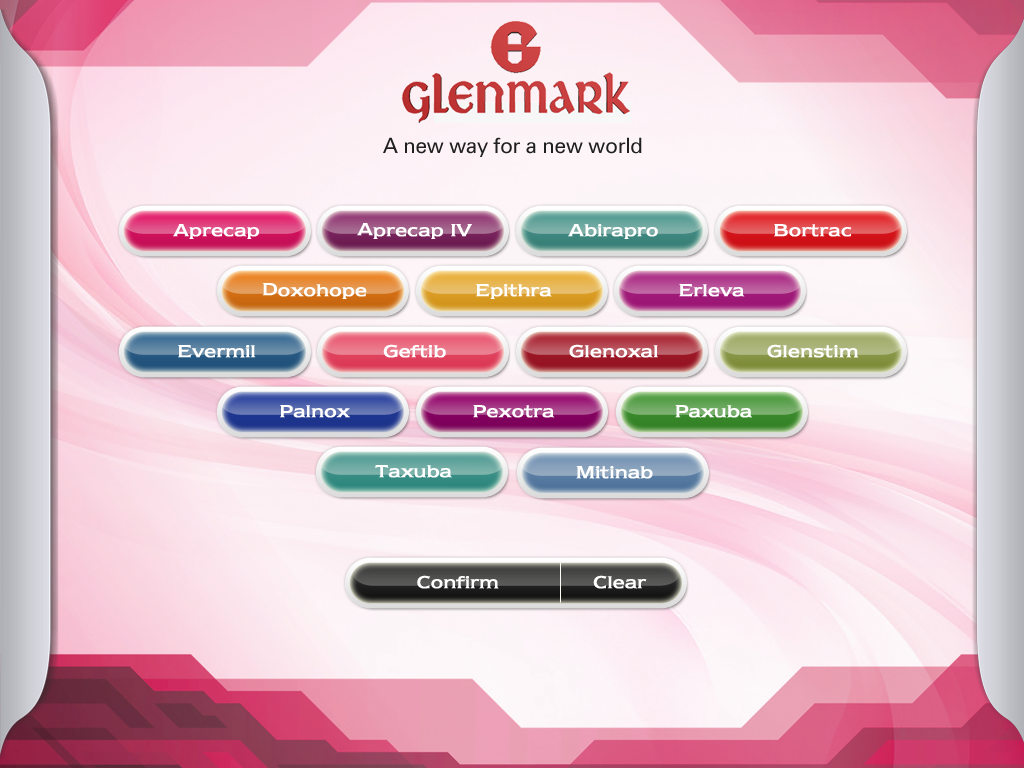 Glenmark
A new way for a new world
Aprecap Aprecap IV Abirapro Bortrac
Doxohope Epithra Erleva
Evermil Geftib Glenoxal Glenstim
Palnox Pexotra Paxuba
Taxuba Mitinab
Confirm Clear